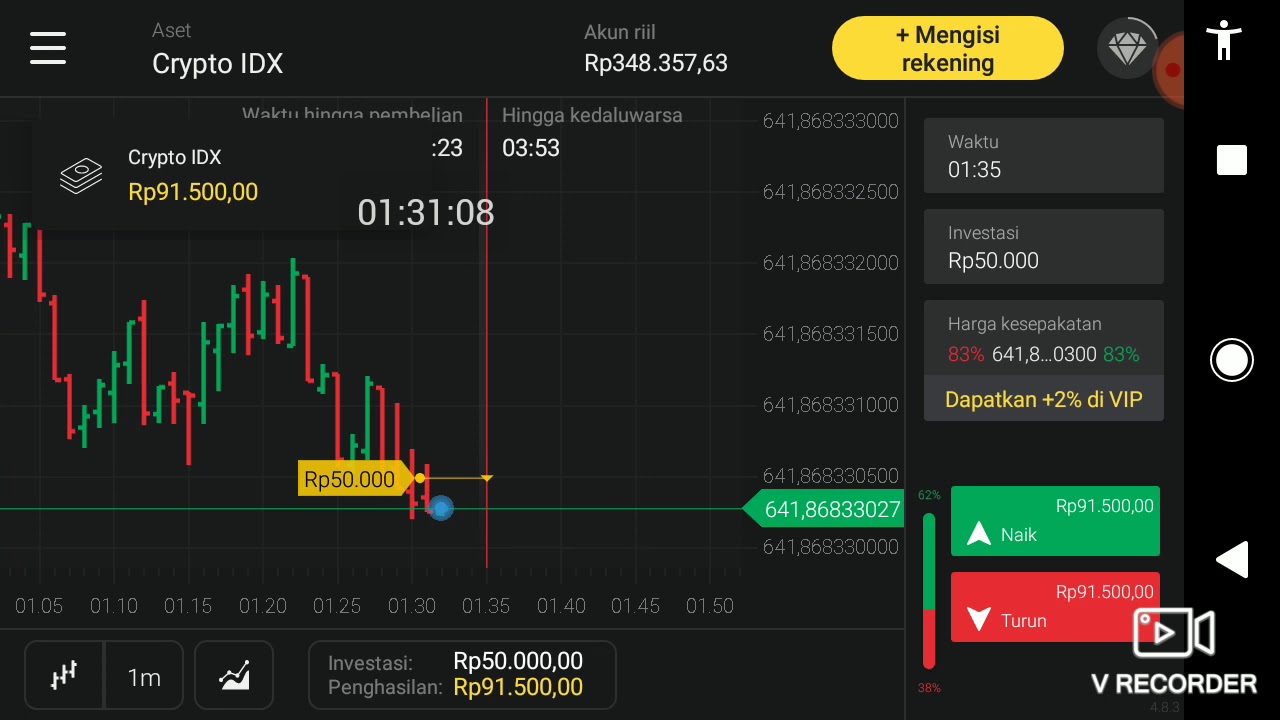 Aset
Crypto IDX
Akun riil
Rp348.357,63
+ Mengisi
rekening
Waktu hingga pembelian
:23
Hingga kedaluwarsa
03:53
Crypto IDX
Rp91.500,00
01:31:08
641,868333000
641,868332500
641,868332000
641,868331500
641,868331000
641,868330500
641,86833027
641,868330000
Rp50.000
01.05 01.10 01.15 01.20 01.25 01.30 01.35 01.40 01.45 01.50
1m
Investasi: Rp50.000,00
Penghasilan: Rp91.500,00
Waktu
01:35
Investasi
Rp50.000
Harga kesepakatan
83% 641,8...0300 83%
Dapatkan +2% di VIP
62%
Rp91.500,00
Naik
Rp91.500,00
Turun
38%
V RECORDER
4.8.3